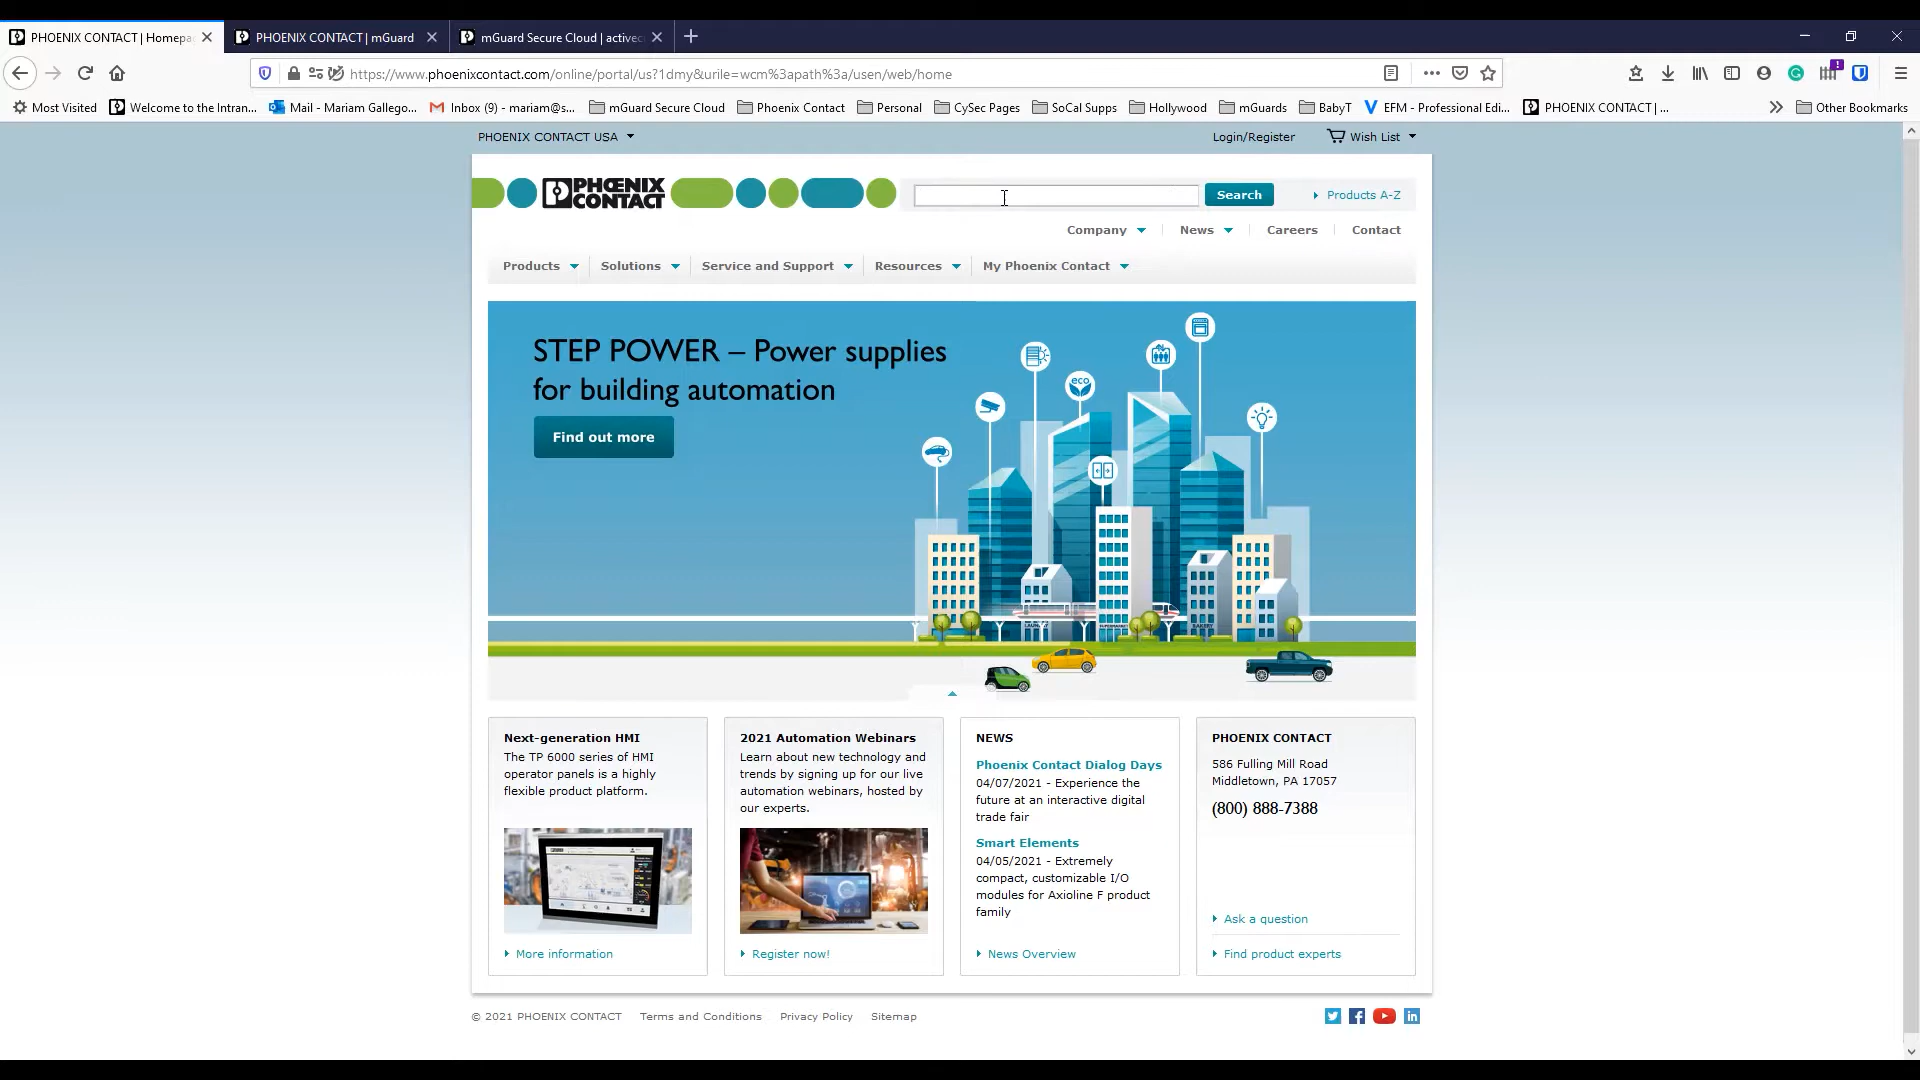 PHOENIX CONTACT | Homepa
PHOENIX CONTACT | mGuard
mGuard Secure Cloud | activec
https://www.phoenixcontact.com/online/portal/us?1dmy&urile=wcm%3apath%3a/usen/web/home
Most Visited
Welcome to the Intran...
Mail - Mariam Gallego...
Inbox (9) - mariam@s...
mGuard Secure Cloud
Phoenix Contact
Personal
CySec Pages
SoCal Supps
Hollywood
mGuards
BabyT
EFM - Professional Edi...
PHOENIX CONTACT | ...
Other Bookmarks
PHOENIX CONTACT USA
Login/Register
Wish List
PHŒNIX
CONTACT
Search
Products A-Z
Company
News
Careers
Contact
Products
Solutions
Service and Support
Resources
My Phoenix Contact
STEP POWER – Power supplies
for building automation
Find out more
eco
BAKERY
Next-generation HMI
The TP 6000 series of HMI
operator panels is a highly
flexible product platform.
More information
2021 Automation Webinars
Learn about new technology and
trends by signing up for our live
automation webinars, hosted by
our experts.
Register now!
NEWS
Phoenix Contact Dialog Days
04/07/2021 - Experience the
future at an interactive digital
trade fair
Smart Elements
04/05/2021 - Extremely
compact, customizable I/O
modules for Axioline F product
family
News Overview
PHOENIX CONTACT
586 Fulling Mill Road
Middletown, PA 17057
(800) 888-7388
Ask a question
Find product experts
© 2021 PHOENIX CONTACT
Terms and Conditions
Privacy Policy
Sitemap